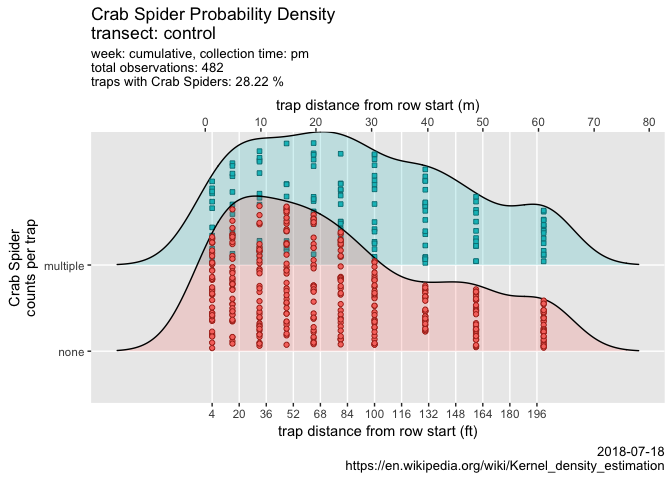 Crab Spider Probability Density
transect: control
week: cumulative, collection time: pm
total observations: 482
traps with Crab Spiders: 28.22 %
trap distance from row start (m)
0 10 20 30 40 50 60 70 80
Crab Spider
counts per trap
multiple
none
4 20 36 52 68 84 100 116 132 148 164 180 196
trap distance from row start (ft)
2018-07-18
https://en.wikipedia.org/wiki/Kernel_density_estimation